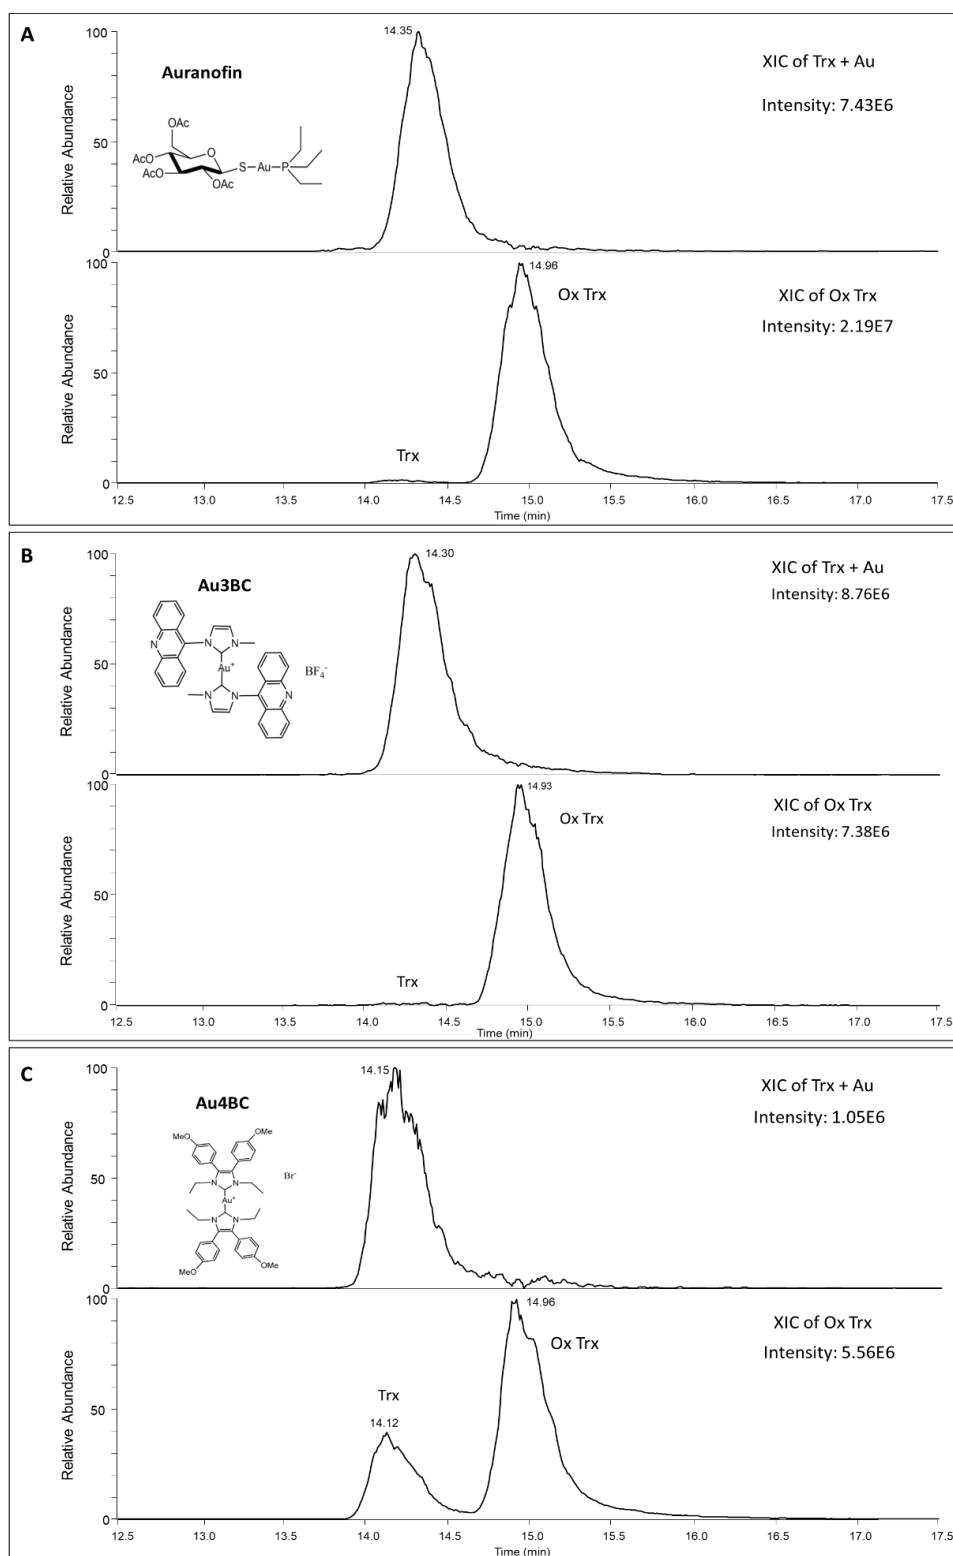 A
Auranofin
XIC of Trx + Au
Intensity: 7.43E6
14.35
Relative Abundance
100
50
0
OAc
AcO
AcO
O
OAc
S
Au
P
XIC of Ox Trx
Intensity: 2.19E7
14.96
Ox Trx
Trx
Relative Abundance
100
50
0
12.5 13.0 13.5 14.0 14.5 15.0 15.5 16.0 16.5 17.0 17.5
Time (min)
B
Au3BC
XIC of Trx + Au
Intensity: 8.76E6
14.30
Relative Abundance
100
50
0
N
N
N
Au+
N
N
N
BF4-
XIC of Ox Trx
Intensity: 7.38E6
14.93
Ox Trx
Trx
Relative Abundance
100
50
0
12.5 13.0 13.5 14.0 14.5 15.0 15.5 16.0 16.5 17.0 17.5
Time (min)
C
Au4BC
XIC of Trx + Au
Intensity: 1.05E6
14.15
Relative Abundance
100
50
0
MeO
OMe
N
N
Au+
N
N
MeO
OMe
Br-
XIC of Ox Trx
Intensity: 5.56E6
14.96
Ox Trx
Trx
14.12
Relative Abundance
100
50
0
12.5 13.0 13.5 14.0 14.5 15.0 15.5 16.0 16.5 17.0 17.5
Time (min)